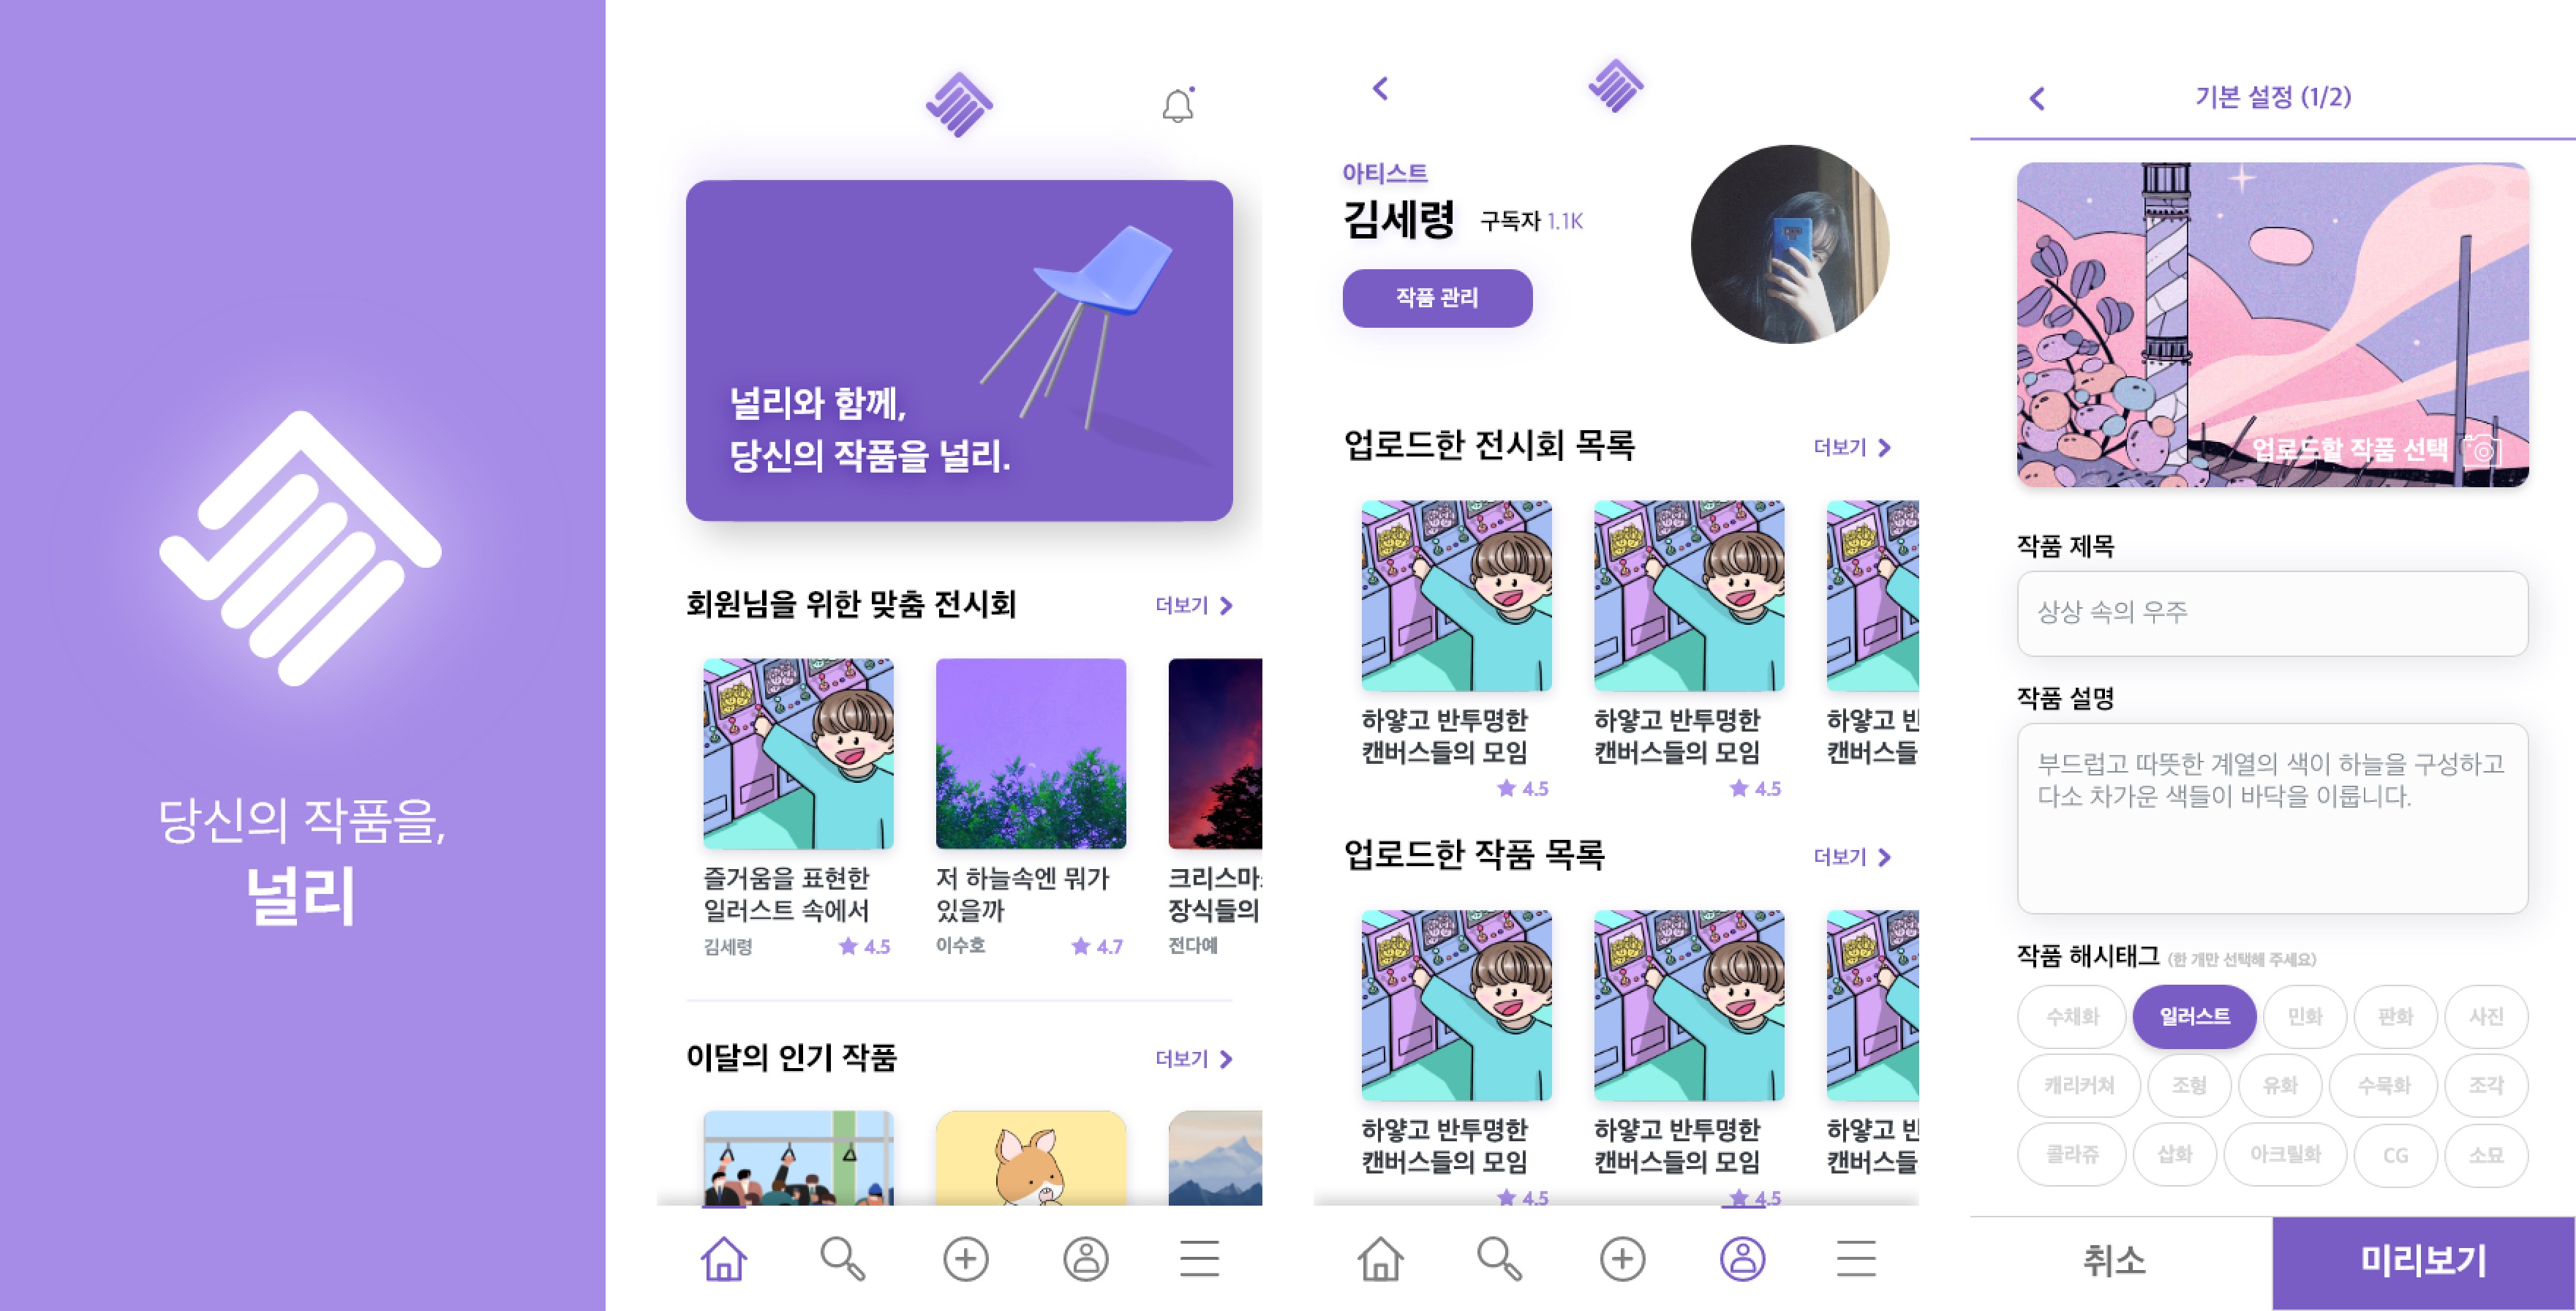 당신의 작품을,
널리
널리와 함께,
당신의 작품을 널리.
회원님을 위한 맞춤 전시회
더보기
즐거움을 표현한
일러스트 속에서
김세령
4.5
저 하늘속엔 뭐가
있을까
이수호
4.7
크리스마
장식들의
전다예
이달의 인기 작품
더보기
아티스트
김세령 구독자 1.1K
작품 관리
업로드한 전시회 목록
더보기
하얗고 반투명한
캔버스들의 모임
4.5
하얗고 반투명한
캔버스들의 모임
4.5
하얗고 반
캔버스들
업로드한 작품 목록
더보기
하얗고 반투명한
캔버스들의 모임
4.5
하얗고 반투명한
캔버스들의 모임
4.5
하얗고 반
캔버스들
기본 설정 (1/2)
업로드할 작품 선택
작품 제목
상상 속의 우주
작품 설명
부드럽고 따뜻한 계열의 색이 하늘을 구성하고
다소 차가운 색들이 바닥을 이룹니다.
작품 해시태그 (한 개만 선택해 주세요)
수채화 일러스트 민화 판화 사진
캐리커쳐 조형 유화 수묵화 조각
콜라쥬 삽화 아크릴화 CG 소묘
취소 미리보기